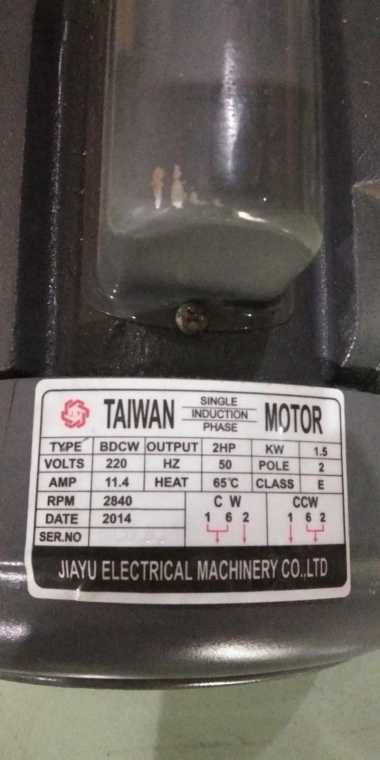 TAIWAN SINGLE INDUCTION PHASE MOTOR
TYPE BDCW OUTPUT 2HP KW 1.5
VOLTS 220 HZ 50 POLE 2
AMP 11.4 HEAT 65℃ CLASS E
RPM 2840 C W CCW
DATE 2014 1 6 2 1 6 2
SER.NO
JIAYU ELECTRICAL MACHINERY CO.,LTD